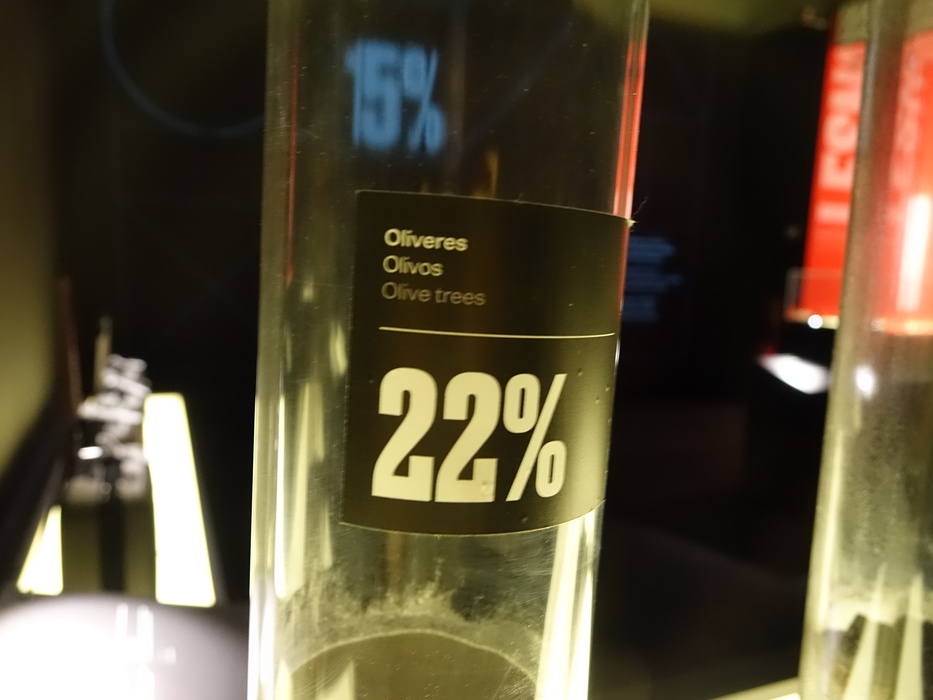 15%
Oliveres
Olivos
Olive trees
22%